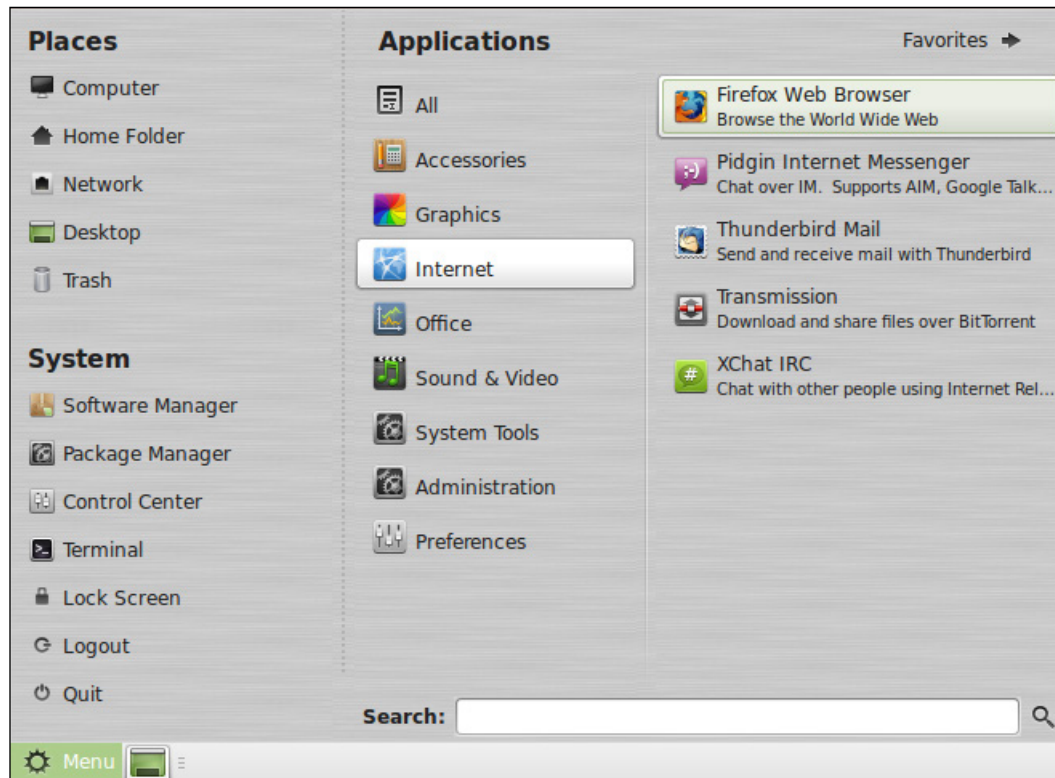 Places
Computer
Home Folder
Network
Desktop
Trash
System
Software Manager
Package Manager
Control Center
Terminal
Lock Screen
Logout
Quit
Applications
All
Accessories
Graphics
Internet
Office
Sound & Video
System Tools
Administration
Preferences
Favorites
Firefox Web Browser
Browse the World Wide Web
Pidgin Internet Messenger
Chat over IM.  Supports AIM, Google Talk...
Thunderbird Mail
Send and receive mail with Thunderbird
Transmission
Download and share files over BitTorrent
XChat IRC
Chat with other people using Internet Rel...
Search:
Menu